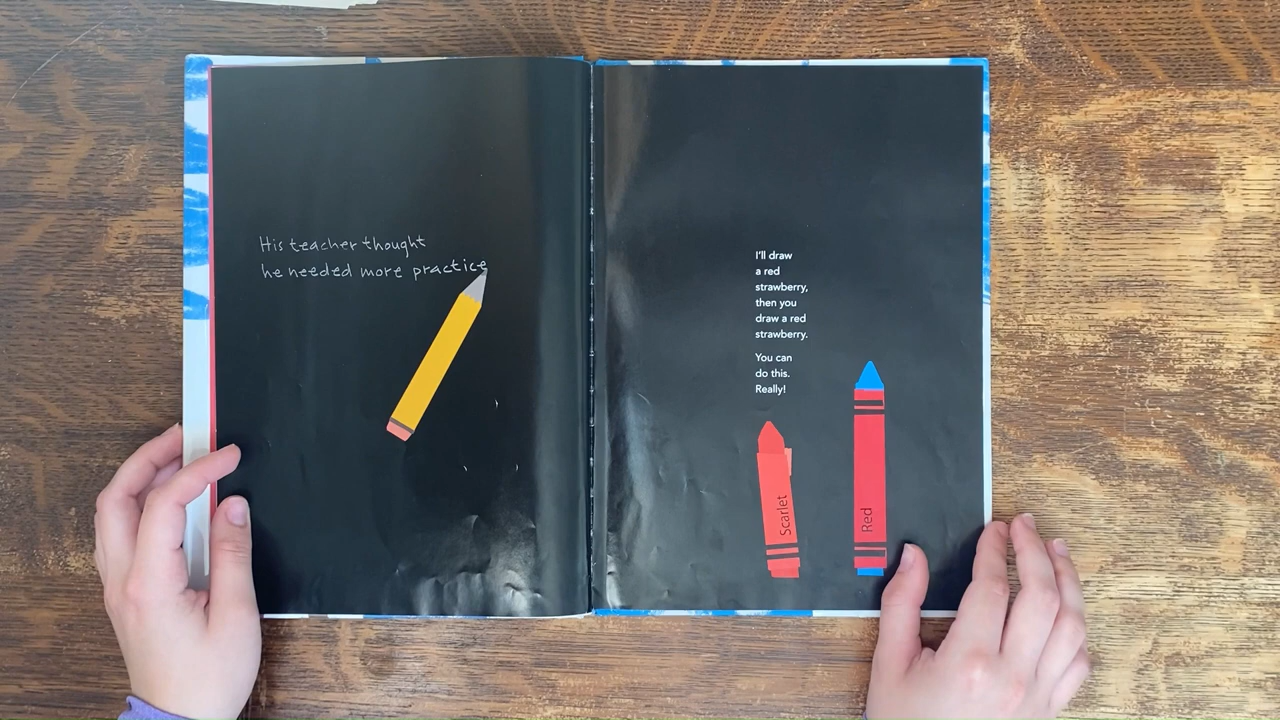 His teacher thought
he needed more practice
I'll draw
a red
strawberry,
then you
draw a red
strawberry.
You can
do this.
Really!
Scarlet
Red